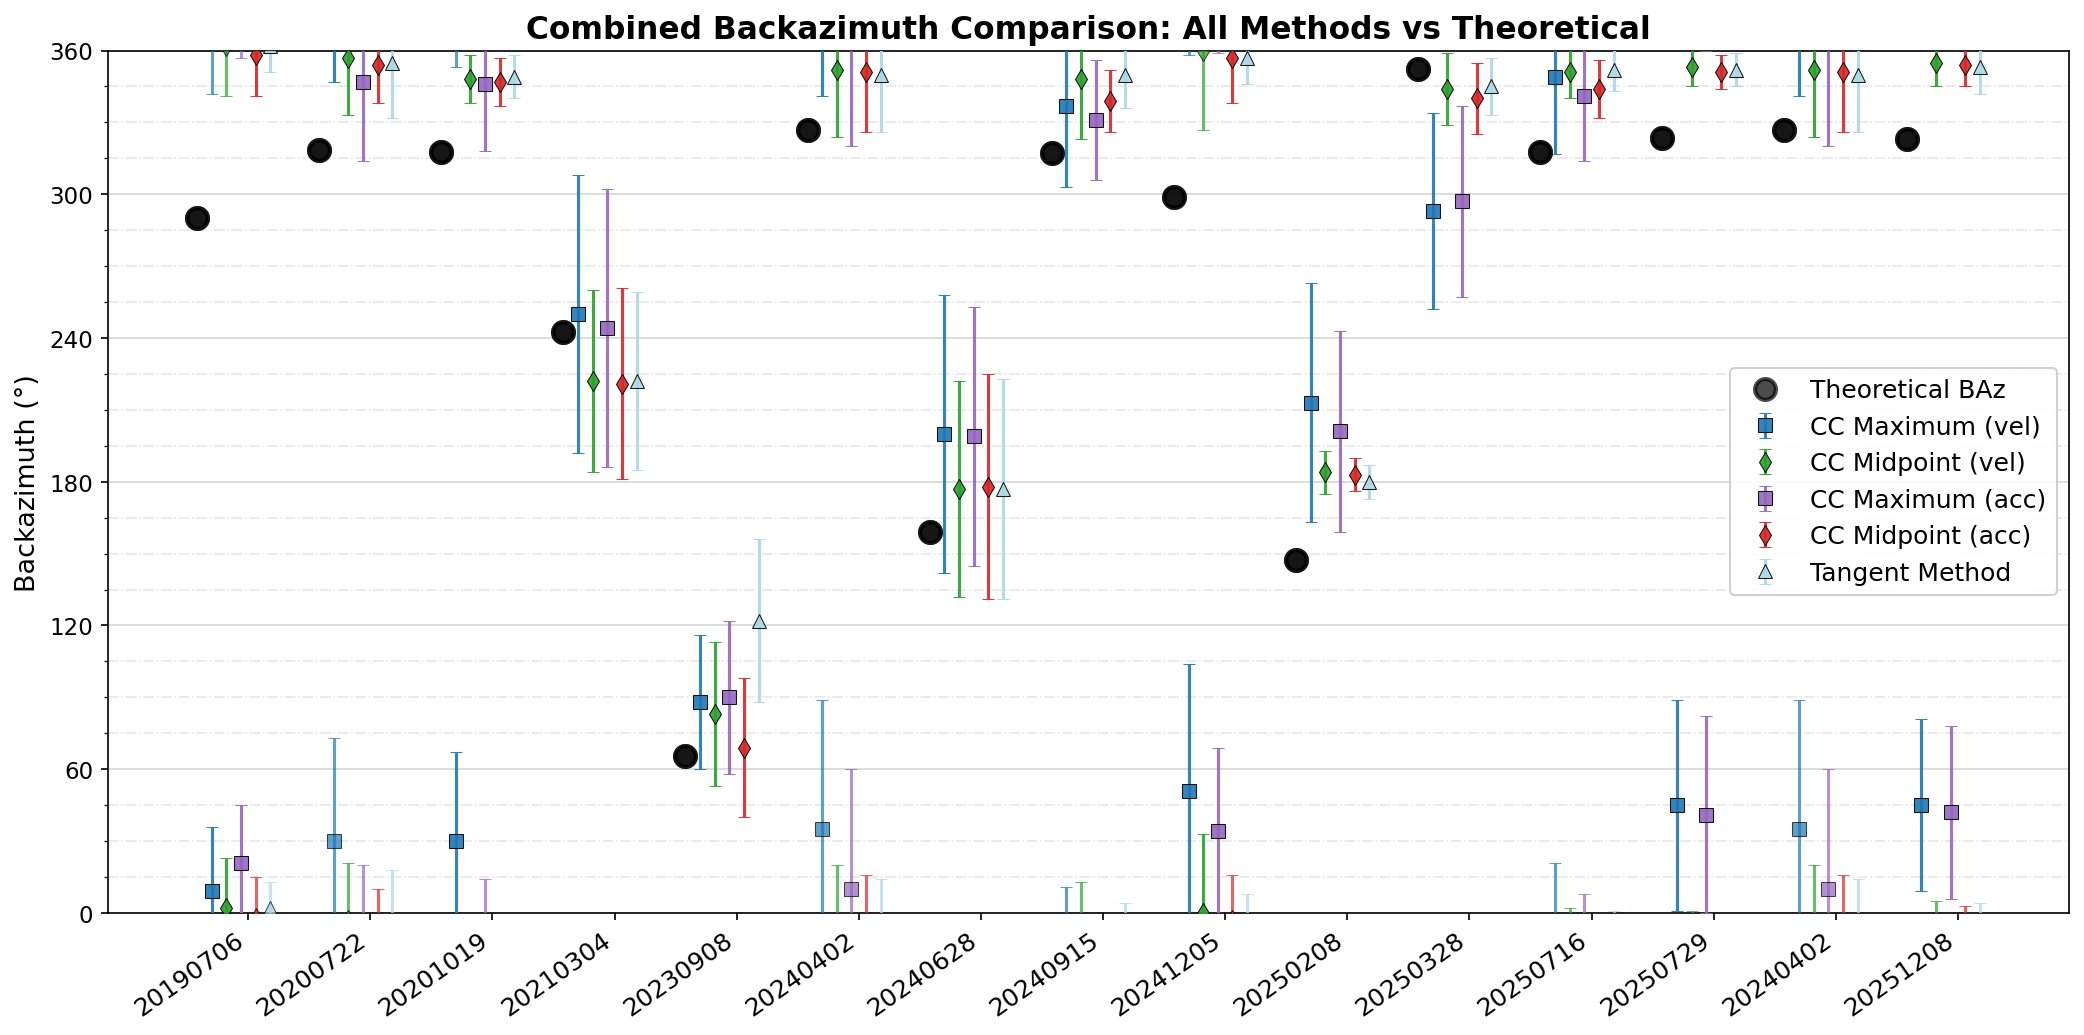 Combined Backazimuth Comparison: All Methods vs Theoretical
Backazimuth (°)
360
300
240
180
120
60
0
Theoretical BAz
CC Maximum (vel)
CC Midpoint (vel)
CC Maximum (acc)
CC Midpoint (acc)
Tangent Method
20190706
20200722
20201019
20210304
20230908
20240402
20240628
20240915
20241205
20250208
20250328
20250716
20250729
20240402
20251208